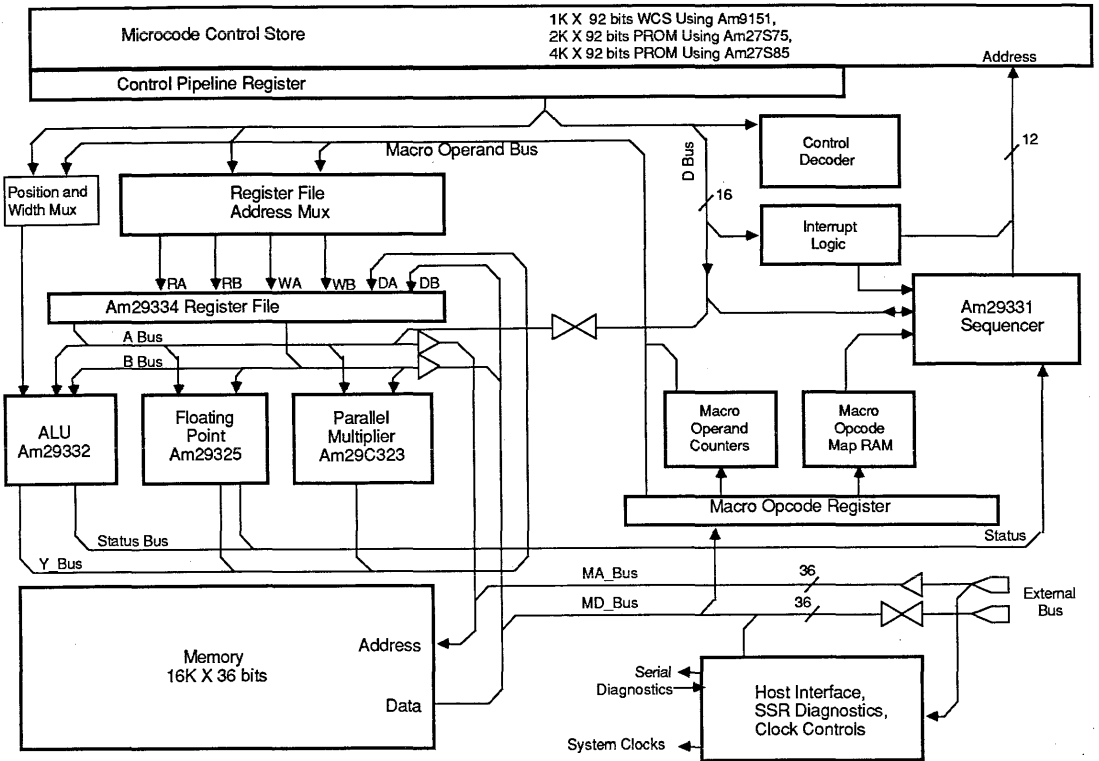 Microcode Control Store
1K X 92 bits WCS Using Am9151,
2K X 92 bits PROM Using Am27S75,
4K X 92 bits PROM Using Am27S85
Address
Control Pipeline Register
Macro Operand Bus
D Bus
16
12
Control
Decoder
Position and
Width Mux
Register File
Address Mux
Interrupt
Logic
RA
RB
WA
WB
DA
DB
Am29334 Register File
Am29331
Sequencer
A Bus
B Bus
ALU
Am29332
Floating
Point
Am29325
Parallel
Multiplier
Am29C323
Macro
Operand
Counters
Macro
Opcode
Map RAM
Macro Opcode Register
Status Bus
Status
Y_Bus
MA_Bus
36
MD_Bus
36
External
Bus
Memory
16K X 36 bits
Address
Data
Serial
Diagnostics
System Clocks
Host Interface,
SSR Diagnostics,
Clock Controls